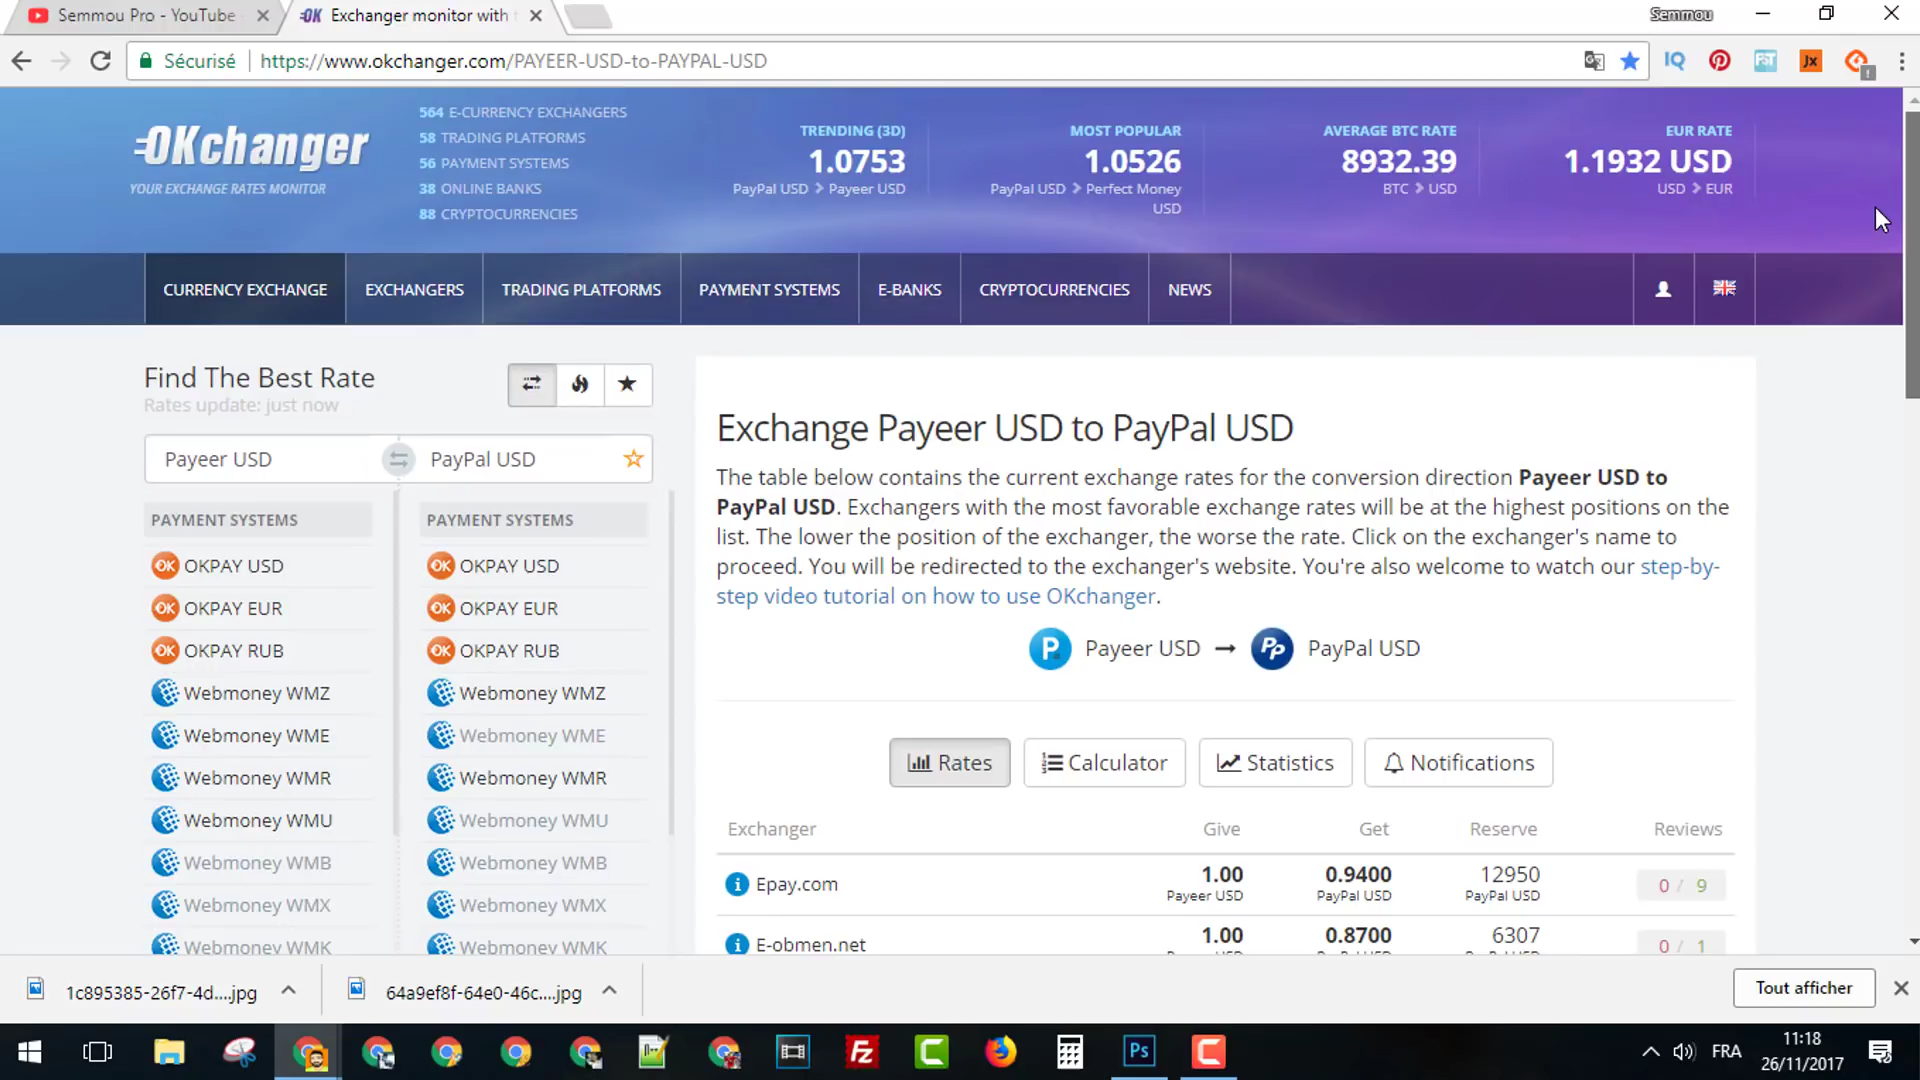 Semmou Pro - YouTube
Exchanger monitor with
Semmou
Sécurisé
https://www.okchanger.com/PAYEER-USD-to-PAYPAL-USD
IQ
FST
Jx
OKchanger
YOUR EXCHANGE RATES MONITOR
564 E-CURRENCY EXCHANGERS
58 TRADING PLATFORMS
56 PAYMENT SYSTEMS
38 ONLINE BANKS
88 CRYPTOCURRENCIES
TRENDING (3D)
1.0753
PayPal USD > Payeer USD
MOST POPULAR
1.0526
PayPal USD > Perfect Money
USD
AVERAGE BTC RATE
8932.39
BTC > USD
EUR RATE
1.1932 USD
USD > EUR
CURRENCY EXCHANGE
EXCHANGERS
TRADING PLATFORMS
PAYMENT SYSTEMS
E-BANKS
CRYPTOCURRENCIES
NEWS
Find The Best Rate
Rates update: just now
Payeer USD
PayPal USD
PAYMENT SYSTEMS
OKPAY USD
OKPAY EUR
OKPAY RUB
Webmoney WMZ
Webmoney WME
Webmoney WMR
Webmoney WMU
Webmoney WMB
Webmoney WMX
Webmoney WMK
PAYMENT SYSTEMS
OKPAY USD
OKPAY EUR
OKPAY RUB
Webmoney WMZ
Webmoney WME
Webmoney WMR
Webmoney WMU
Webmoney WMB
Webmoney WMX
Webmoney WMK
Exchange Payeer USD to PayPal USD
The table below contains the current exchange rates for the conversion direction Payeer USD to
PayPal USD. Exchangers with the most favorable exchange rates will be at the highest positions on the
list. The lower the position of the exchanger, the worse the rate. Click on the exchanger's name to
proceed. You will be redirected to the exchanger's website. You're also welcome to watch our step-by-
step video tutorial on how to use OKchanger.
Payeer USD → PayPal USD
Rates
Calculator
Statistics
Notifications
Exchanger Give Get Reserve Reviews
Epay.com 1.00 0.9400 12950 0 / 9
Payeer USD PayPal USD PayPal USD
E-obmen.net 1.00 0.8700 6307 0 / 1
1c895385-26f7-4d....jpg
64a9ef8f-64e0-46c....jpg
Tout afficher
FRA
11:18
26/11/2017